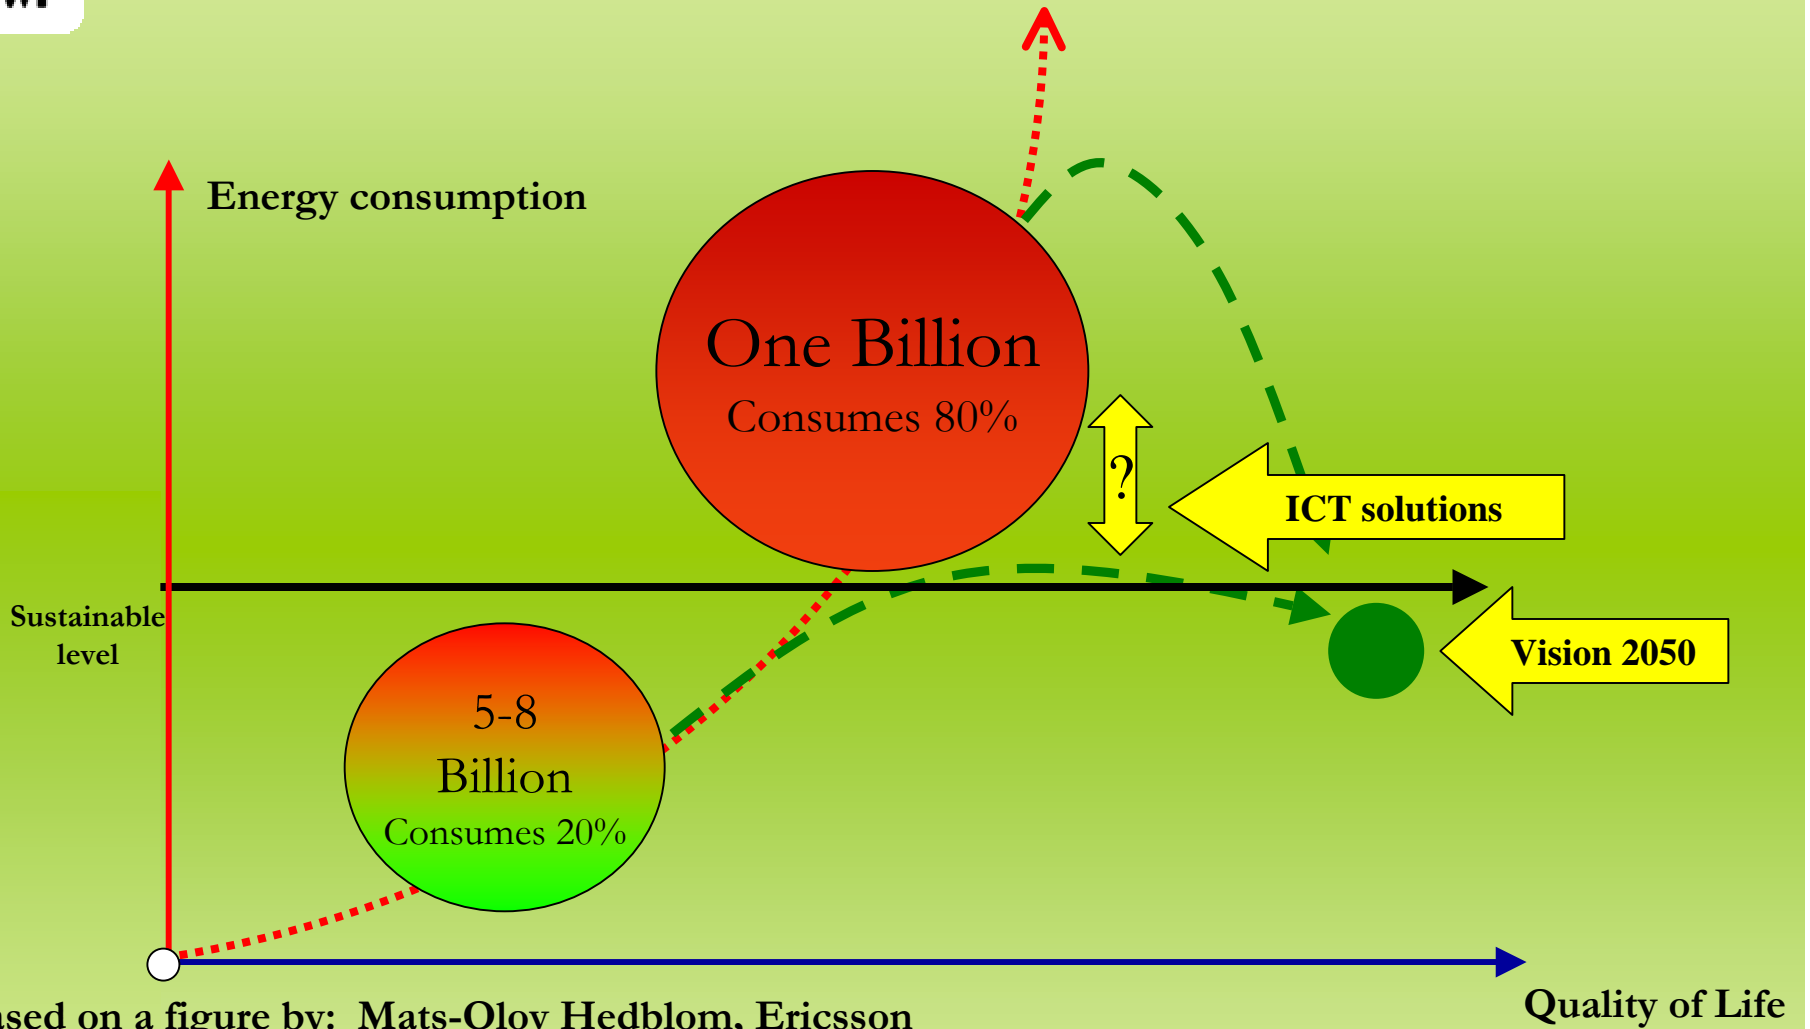 Energy consumption
One Billion
Consumes 80%
?
ICT solutions
Sustainable
level
Vision 2050
5-8
Billion
Consumes 20%
Quality of Life
on a figure by: Mats-Olov Hedblom, Ericsson